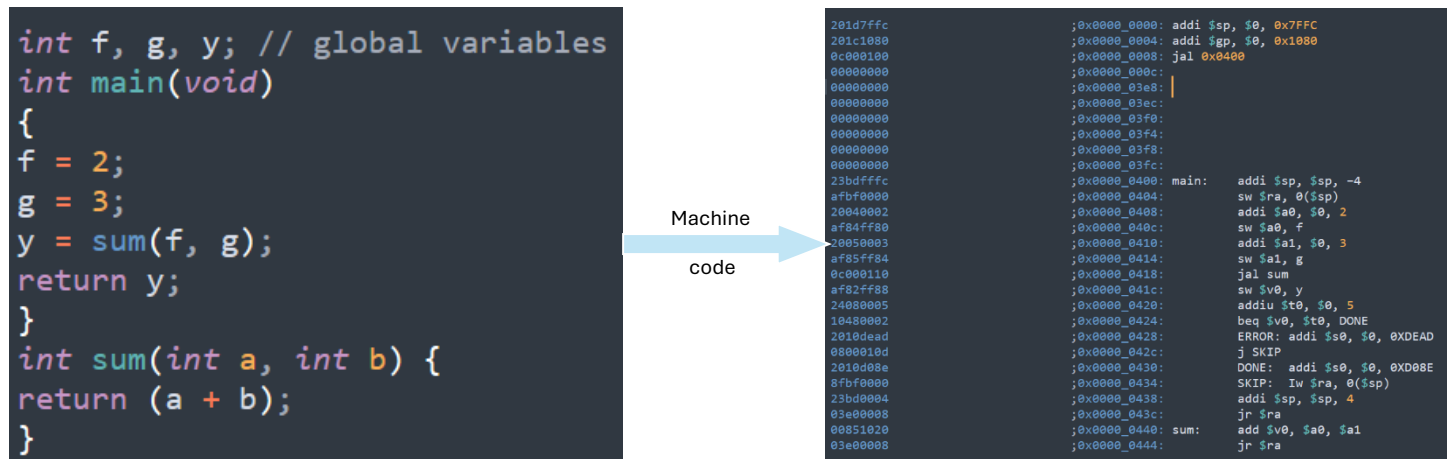 int f, g, y; // global variables
int main(void)
{
f = 2;
g = 3;
y = sum(f, g);
return y;
}
int sum(int a, int b) {
return (a + b);
}
Machine
code
201d7ffc ;0x0000_0000: addi $sp, $0, 0x7FFC
201c1080 ;0x0000_0004: addi $gp, $0, 0x1080
0c000100 ;0x0000_0008: jal 0x0400
00000000 ;0x0000_000c:
00000000 ;0x0000_03e8:
00000000 ;0x0000_03ec:
00000000 ;0x0000_03f0:
00000000 ;0x0000_03f4:
00000000 ;0x0000_03f8:
00000000 ;0x0000_03fc:
23bdfffc ;0x0000_0400: main: addi $sp, $sp, -4
afbf0000 ;0x0000_0404: sw $ra, 0($sp)
20040002 ;0x0000_0408: addi $a0, $0, 2
af84ff80 ;0x0000_040c: sw $a0, f
20050003 ;0x0000_0410: addi $a1, $0, 3
af85ff84 ;0x0000_0414: sw $a1, g
0c000110 ;0x0000_0418: jal sum
af82ff88 ;0x0000_041c: sw $v0, y
24080005 ;0x0000_0420: addiu $t0, $0, 5
10480002 ;0x0000_0424: beq $v0, $t0, DONE
2010dead ;0x0000_0428: ERROR: addi $s0, $0, 0XDEAD
0800010d ;0x0000_042c: j SKIP
2010d08e ;0x0000_0430: DONE: addi $s0, $0, 0XD08E
8fbf0000 ;0x0000_0434: SKIP: Iw $ra, 0($sp)
23bd0004 ;0x0000_0438: addi $sp, $sp, 4
03e00008 ;0x0000_043c: jr $ra
00851020 ;0x0000_0440: sum: add $v0, $a0, $a1
03e00008 ;0x0000_0444: jr $ra